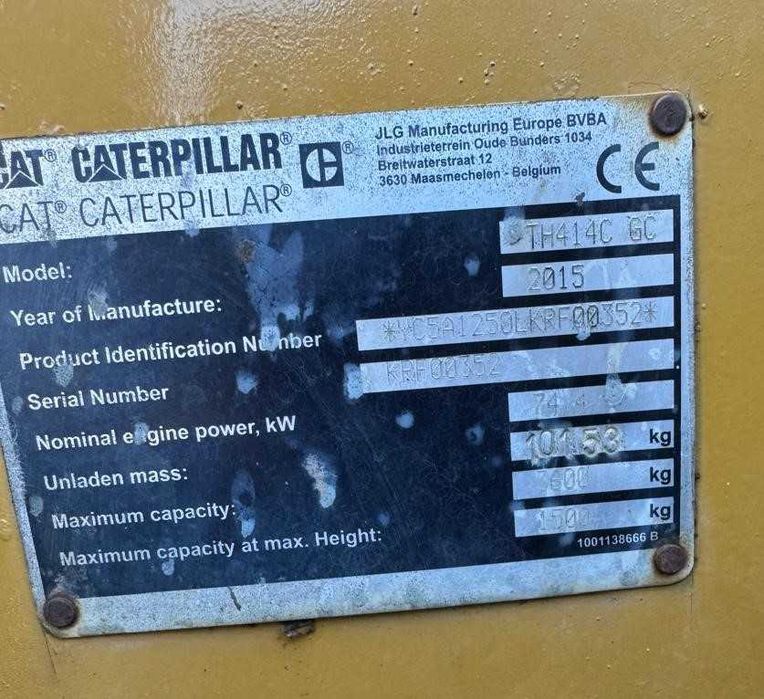 CAT® CATERPILLAR® ®
CAT® CATERPILLAR®
JLG Manufacturing Europe BVBA
Industrieterrein Oude Bunders 1034
Breitwaterstraat 12
3630 Maasmechelen - Belgium
CE
Model: TH414C GC
Year of Manufacture: 2015
Product Identification Number
Serial Number KRF00352
Nominal engine power, kW
Unladen mass: 10153 kg
Maximum capacity: kg
Maximum capacity at max. Height: kg
1001138666 B